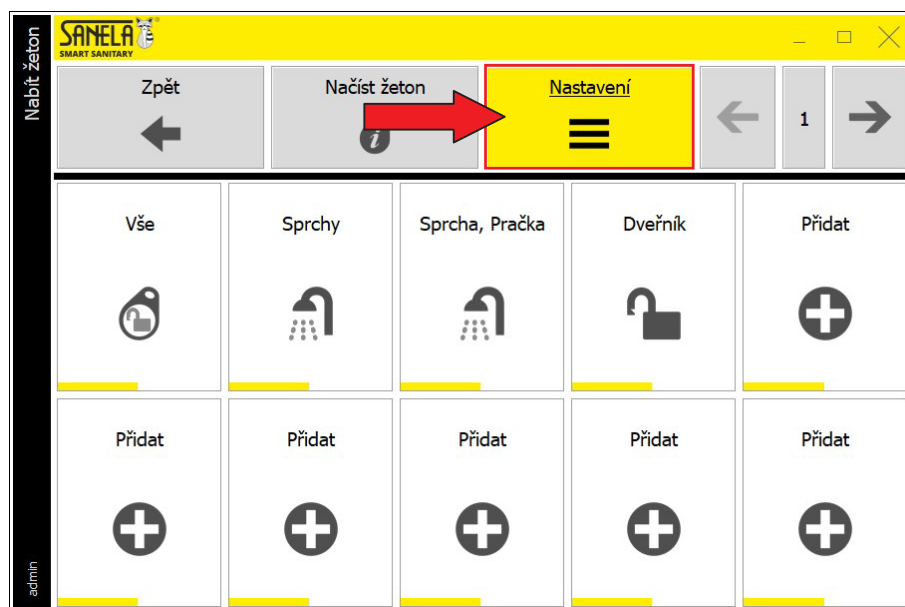 Nabít žeton
SANELA
SMART SANITARY
Zpět
Načíst žeton
i
Nastavení
1
Vše
Sprchy
Sprcha, Pračka
Dveřník
Přidat
Přidat
Přidat
Přidat
Přidat
Přidat
admin